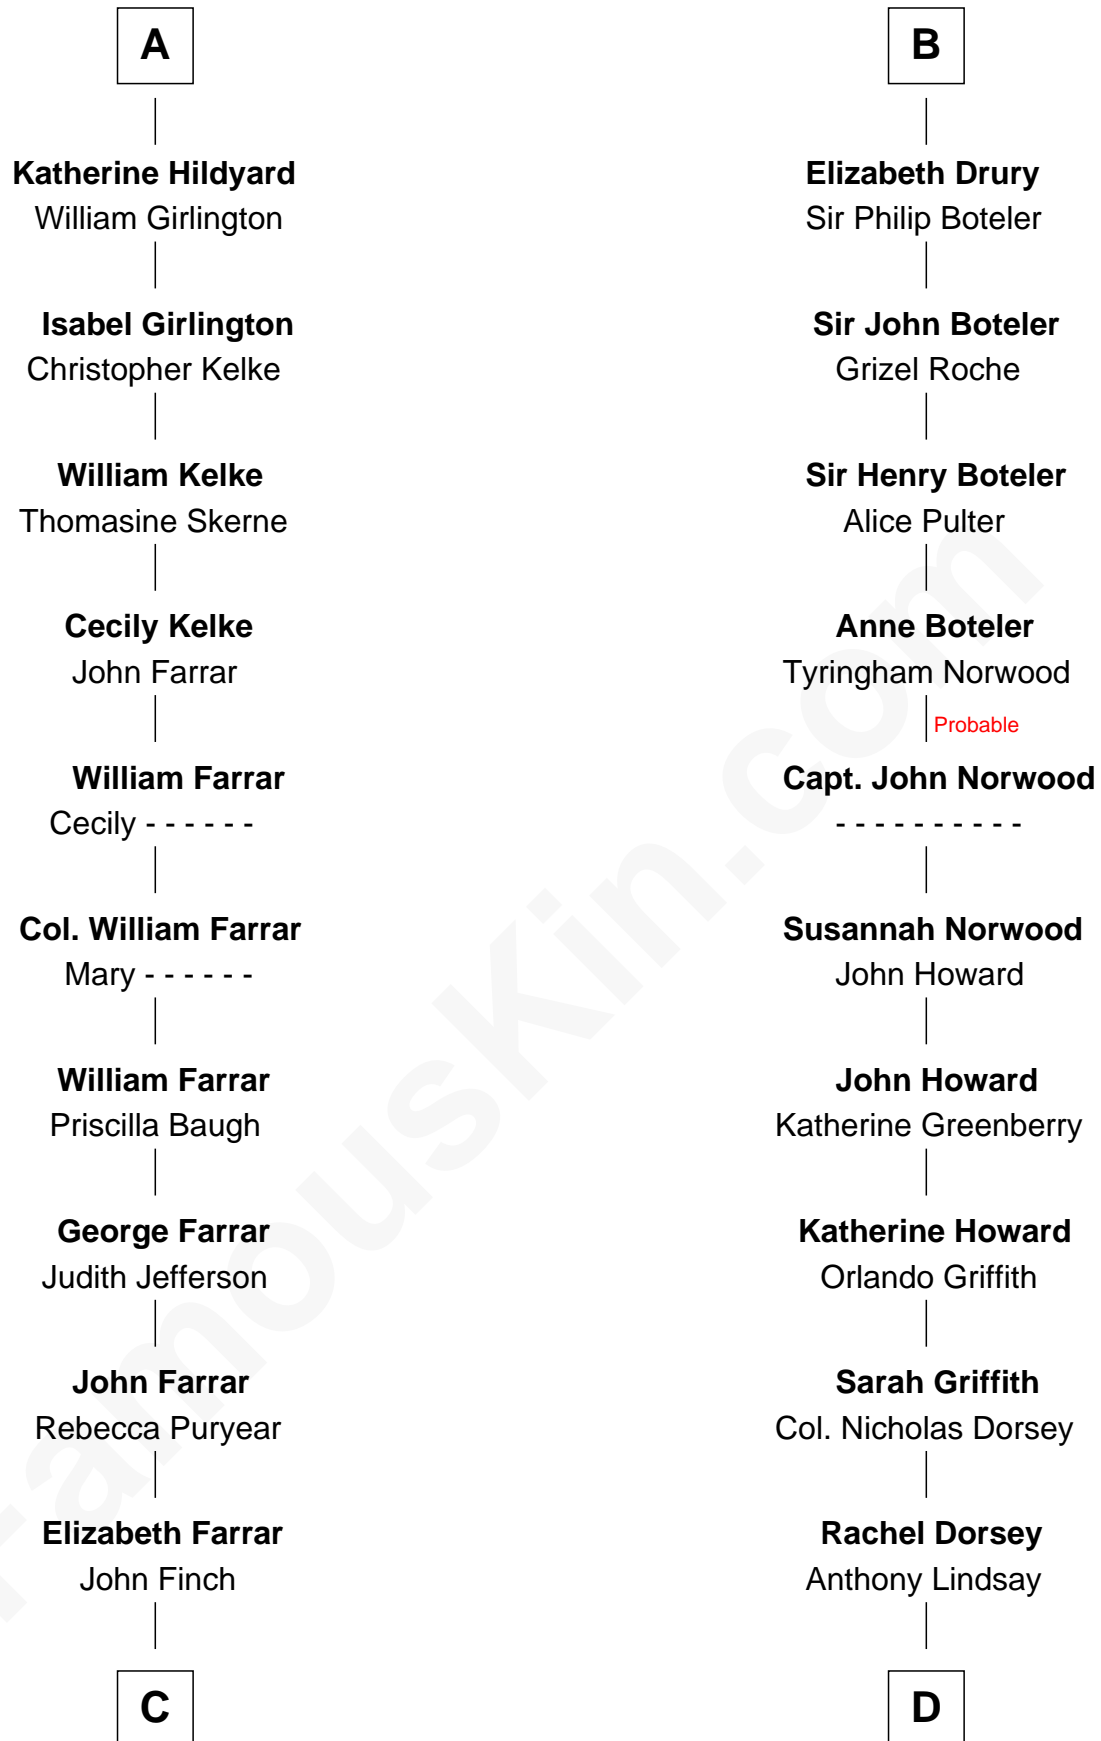 A
Katherine Hildyard
William Girlington
Isabel Girlington
Christopher Kelke
William Kelke
Thomasine Skerne
Cecily Kelke
John Farrar
William Farrar
Cecily - - - - - -
Col. William Farrar
Mary - - - - - -
William Farrar
Priscilla Baugh
George Farrar
Judith Jefferson
John Farrar
Rebecca Puryear
Elizabeth Farrar
John Finch
C
B
Elizabeth Drury
Sir Philip Boteler
Sir John Boteler
Grizel Roche
Sir Henry Boteler
Alice Pulter
Anne Boteler
Tyringham Norwood
Probable
Capt. John Norwood
- - - - - - - - - -
Susannah Norwood
John Howard
John Howard
Katherine Greenberry
Katherine Howard
Orlando Griffith
Sarah Griffith
Col. Nicholas Dorsey
Rachel Dorsey
Anthony Lindsay
D
FamousKin.com